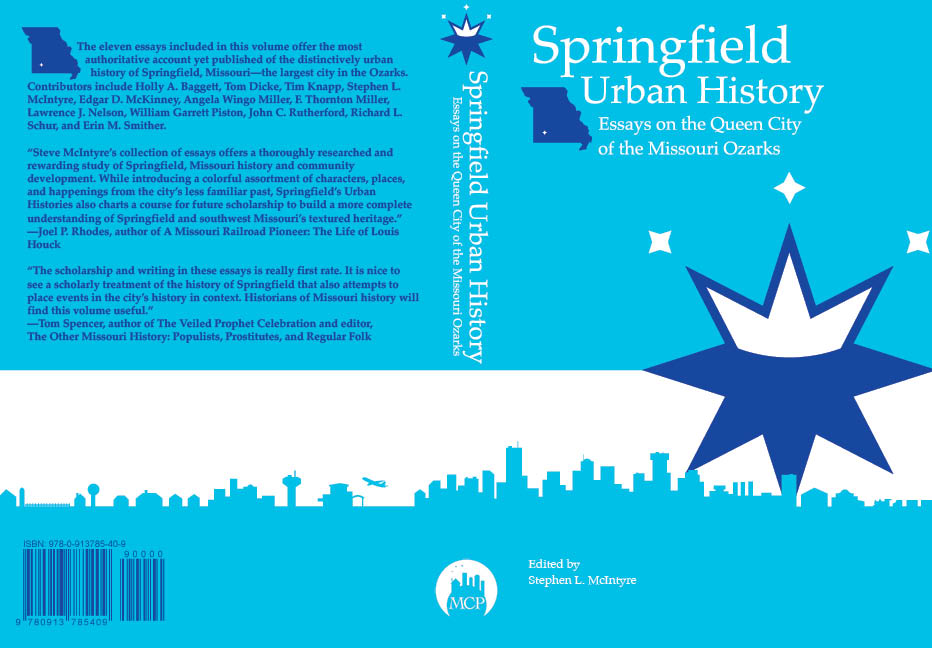 The eleven essays included in this volume offer the most
authoritative account yet published of the distinctively urban
history of Springfield, Missouri—the largest city in the Ozarks.
Contributors include Holly A. Baggett, Tom Dicke, Tim Knapp, Stephen L.
McIntyre, Edgar D. McKinney, Angela Wingo Miller, F. Thornton Miller,
Lawrence J. Nelson, William Garrett Piston, John C. Rutherford, Richard L.
Schur, and Erin M. Smither.
“Steve McIntyre’s collection of essays offers a thoroughly researched and
rewarding study of Springfield, Missouri history and community
development. While introducing a colorful assortment of characters, places,
and happenings from the city’s less familiar past, Springfield’s Urban
Histories also charts a course for future scholarship to build a more complete
understanding of Springfield and southwest Missouri’s textured heritage.”
—Joel P. Rhodes, author of A Missouri Railroad Pioneer: The Life of Louis
Houck
“The scholarship and writing in these essays is really first rate. It is nice to
see a scholarly treatment of the history of Springfield that also attempts to
place events in the city’s history in context. Historians of Missouri history will
find this volume useful.”
—Tom Spencer, author of The Veiled Prophet Celebration and editor,
The Other Missouri History: Populists, Prostitutes, and Regular Folk
ISBN: 978-0-913785-40-9
90000
9 780913 785409
Springfield Urban History
Essays on the Queen City of the Missouri Ozarks
MCP
Springfield
Urban History
Essays on the Queen City
of the Missouri Ozarks
Edited by
Stephen L. McIntyre